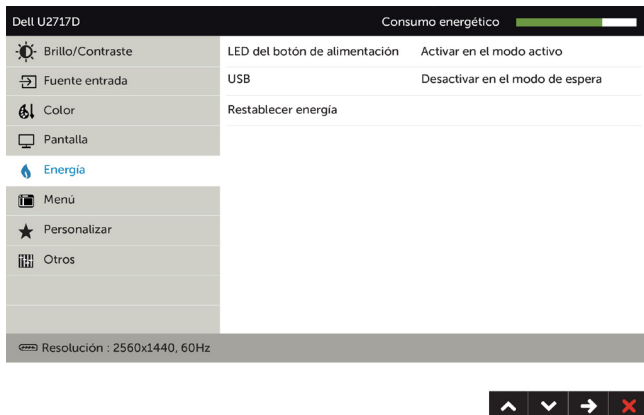 Dell U2717D Consumo energético
Brillo/Contraste LED del botón de alimentación Activar en el modo activo
Fuente entrada USB Desactivar en el modo de espera
Color Restablecer energía
Pantalla
Energía
Menú
Personalizar
Otros
Resolución : 2560x1440, 60Hz